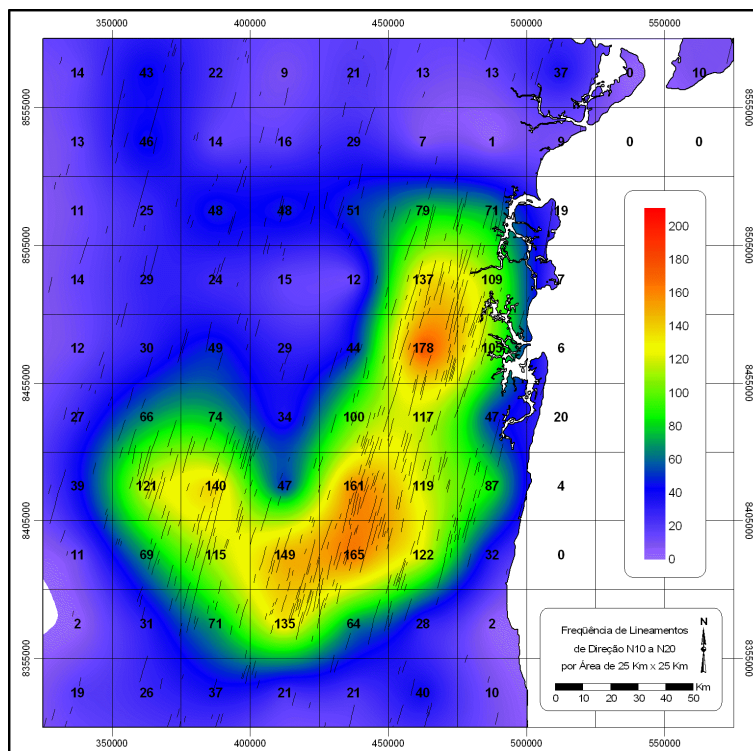 350000 400000 450000 500000 550000
14 43 22 9 21 13 13 37 0 10
8555000 8555000
13 46 14 16 29 7 1 9 0 0
11 25 48 48 51 79 71 19
200
8505000 8505000
180
14 29 24 15 12 137 109 7
160
140
12 30 49 29 44 178 105 6
120
100
8455000 8455000
80
27 66 74 34 100 117 47 20
60
39 121 140 47 161 119 87 4
40
8405000 8405000
20
11 69 115 149 165 122 32 0
0
2 31 71 135 64 28 2
Freqüência de Lineamentos
N
de Direção N10 a N20
8355000 8355000
por Área de 25 Km x 25 Km
19 26 37 21 21 40 10
Km
0 10 20 30 40 50
350000 400000 450000 500000 550000